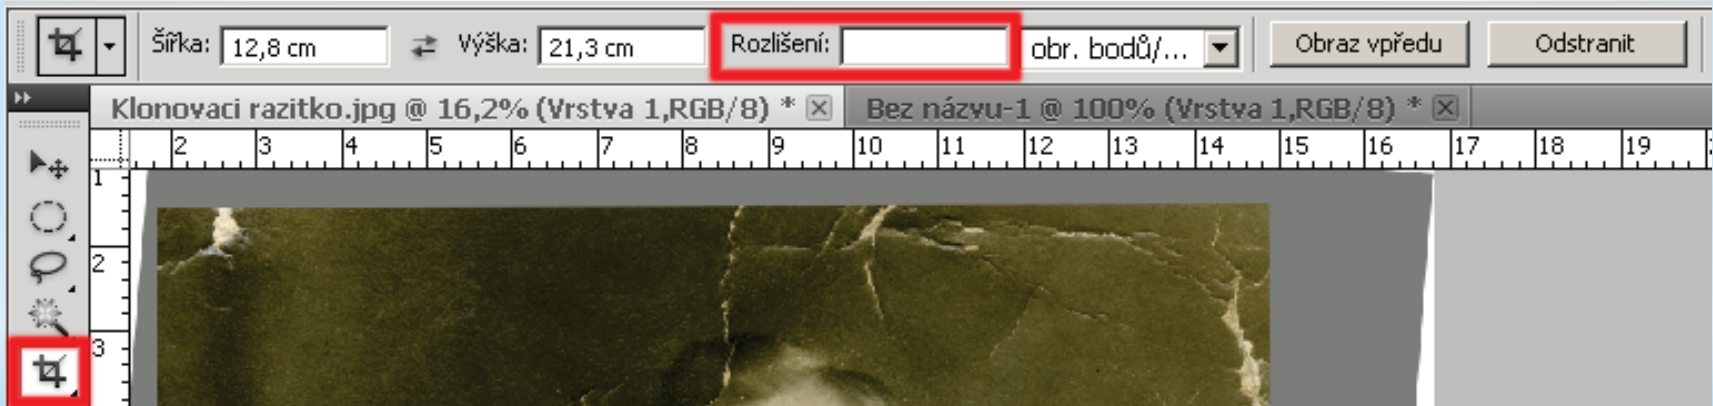 Šířka: 12,8 cm Výška: 21,3 cm Rozlišení: obr. bodů/... Obraz vpředu Odstranit
Klonovaci razitko.jpg @ 16,2% (Vrstva 1,RGB/8) * Bez názvu-1 @ 100% (Vrstva 1,RGB/8) *
2 3 4 5 6 7 8 9 10 11 12 13 14 15 16 17 18 19
1
2
3